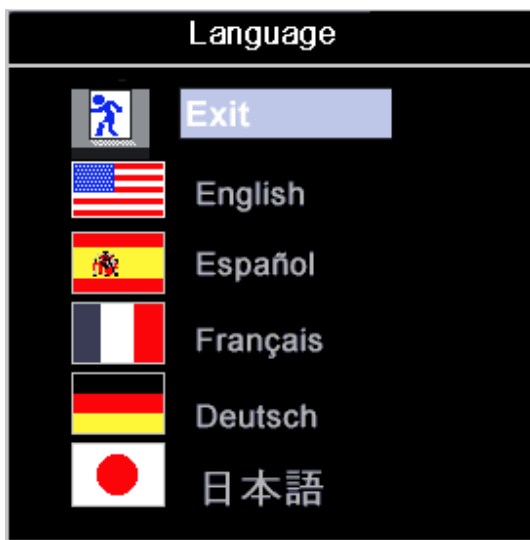 Language
Exit
English
Español
Français
Deutsch
日本語